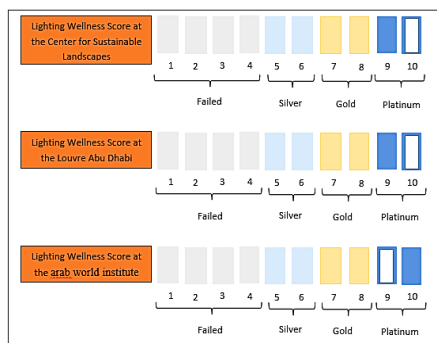 Lighting Wellness Score at
the Center for Sustainable
Landscapes
1 2 3 4 5 6 7 8 9 10
Failed Silver Gold Platinum
Lighting Wellness Score at
the Louvre Abu Dhabi
1 2 3 4 5 6 7 8 9 10
Failed Silver Gold Platinum
Lighting Wellness Score at
the arab world institute
1 2 3 4 5 6 7 8 9 10
Failed Silver Gold Platinum